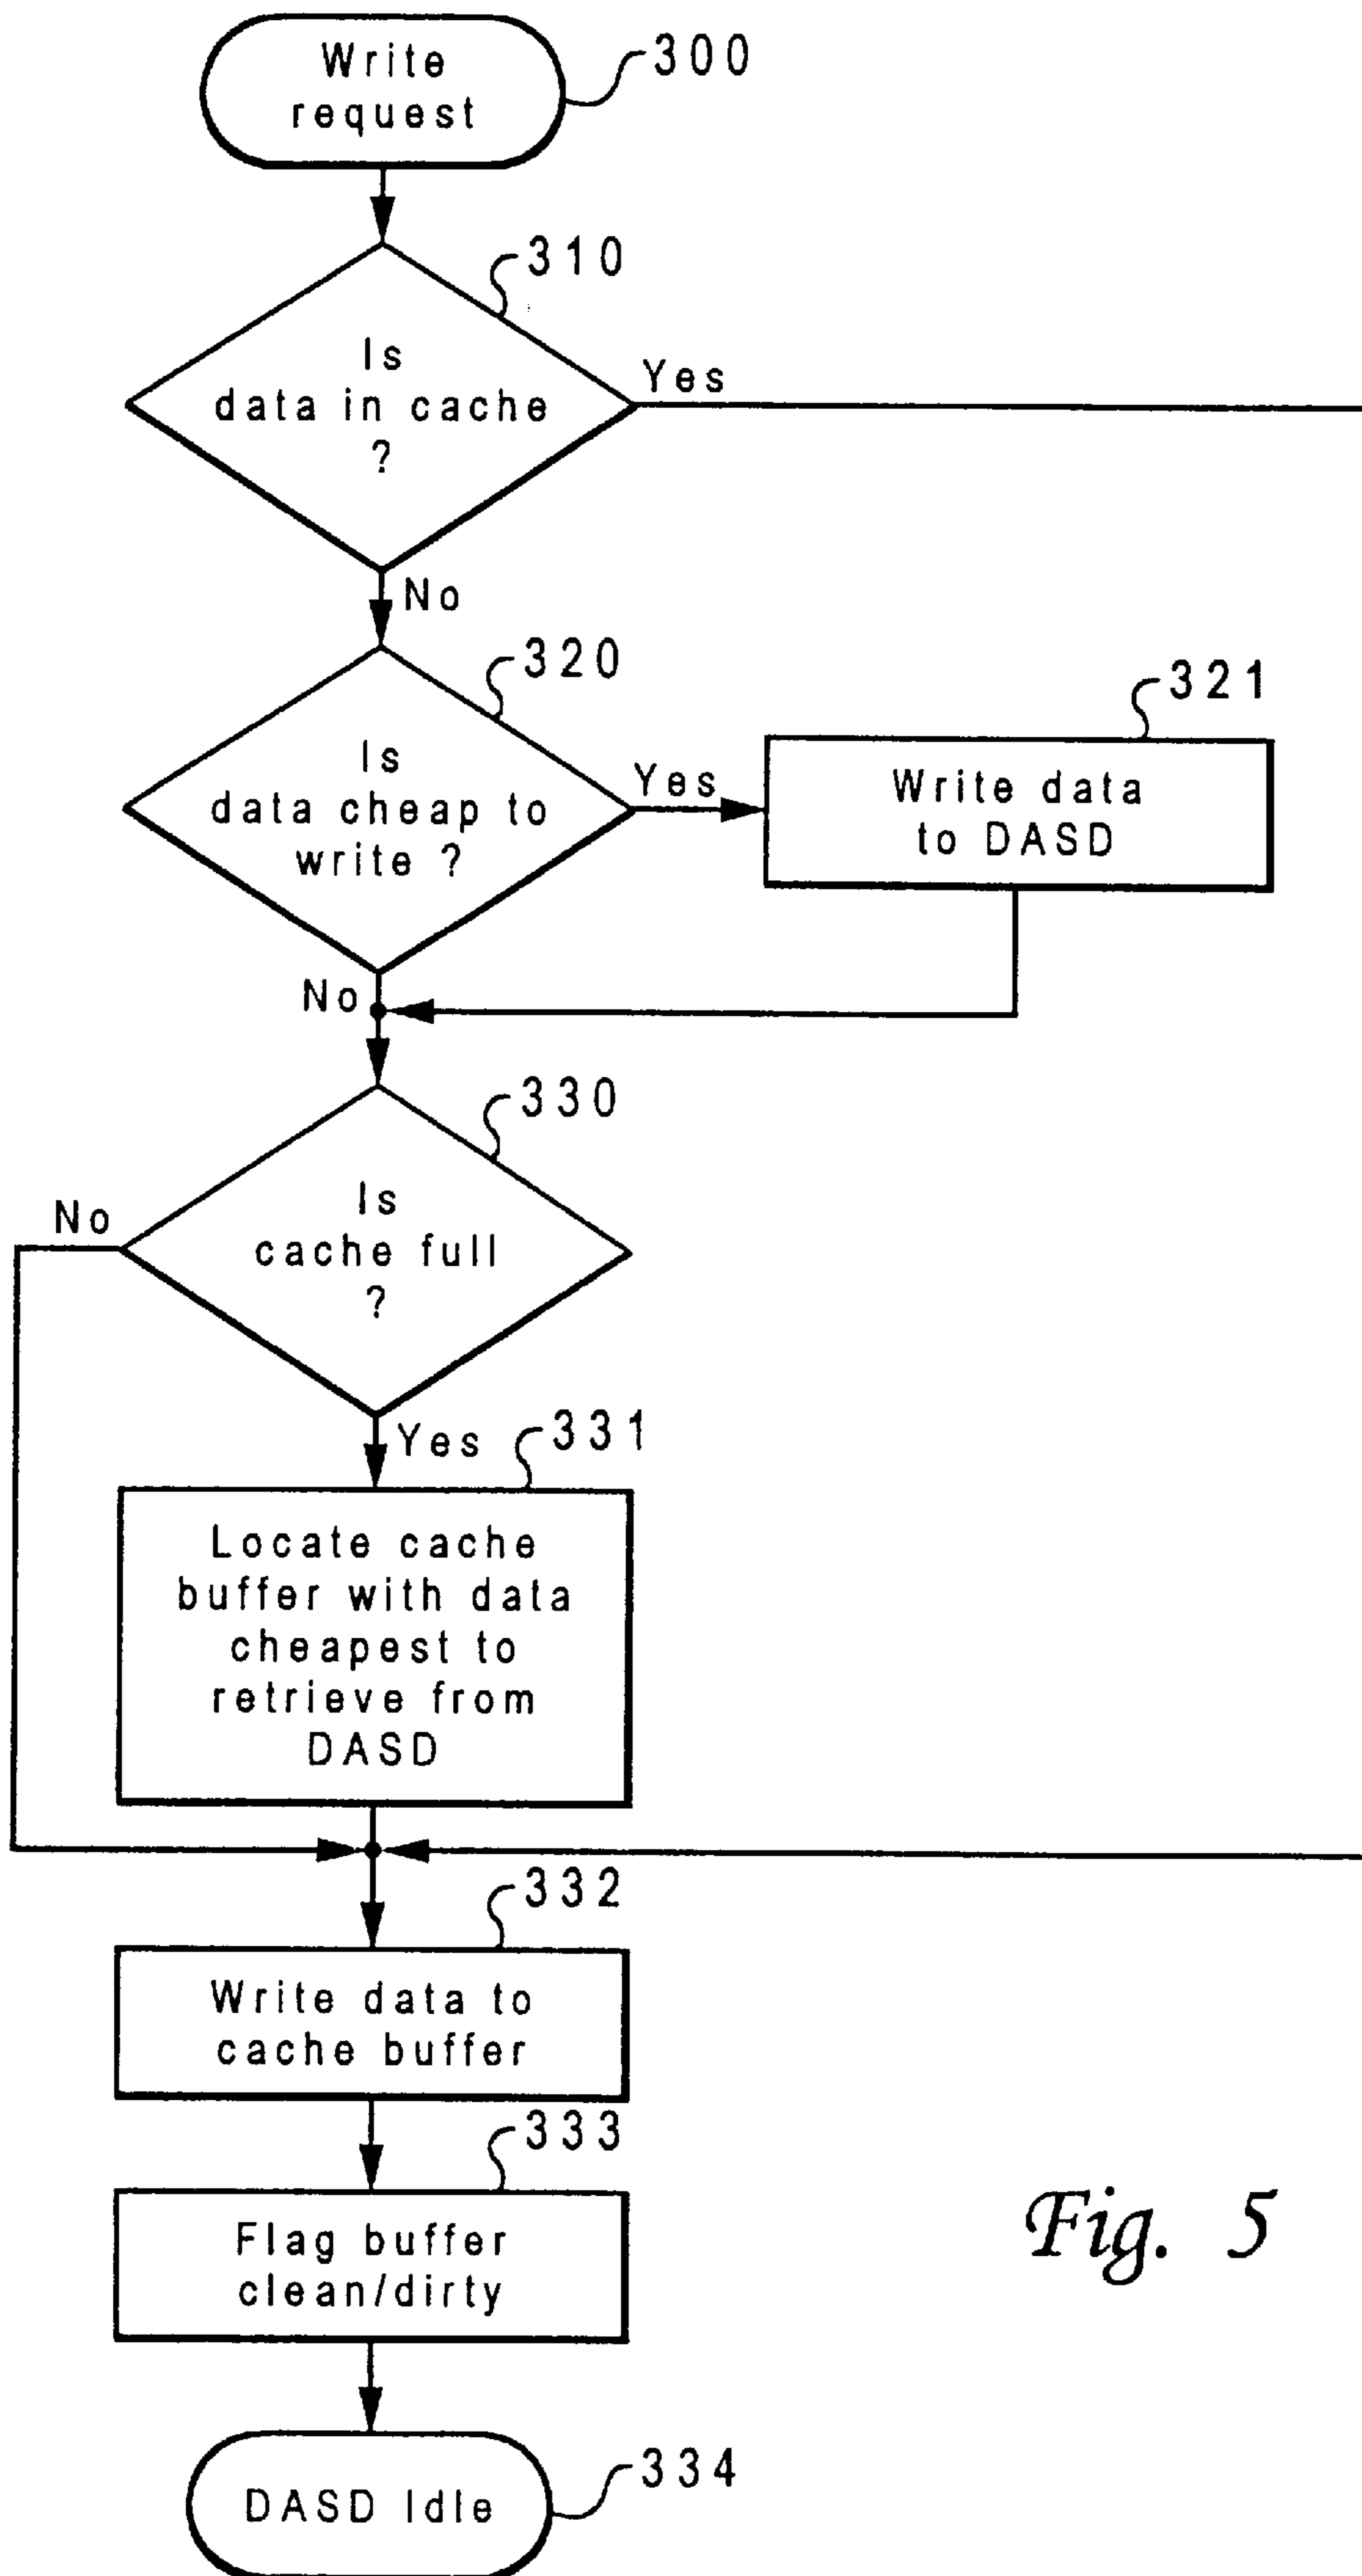 Write
request
300
310
Is
data in cache
?
Yes
No
320
Is
data cheap to
write ?
Yes
321
Write data
to DASD
No
330
Is
cache full
?
No
Yes
331
Locate cache
buffer with data
cheapest to
retrieve from
DASD
332
Write data to
cache buffer
333
Flag buffer
clean/dirty
334
DASD Idle
Fig. 5